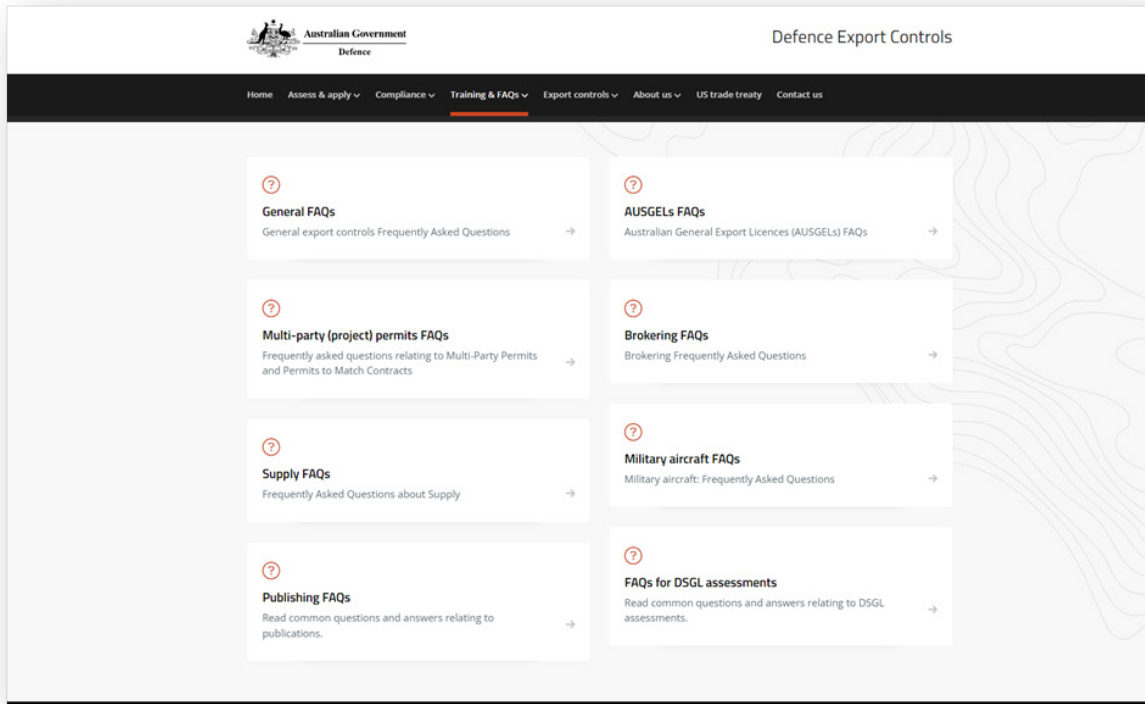 Australian Government
Defence
Defence Export Controls
Home Assess & apply Compliance Training & FAQs Export controls About us US trade treaty Contact us
?
General FAQs
General export controls Frequently Asked Questions
?
AUSGELs FAQs
Australian General Export Licences (AUSGELs) FAQs
?
Multi-party (project) permits FAQs
Frequently asked questions relating to Multi-Party Permits
and Permits to Match Contracts
?
Brokering FAQs
Brokering Frequently Asked Questions
?
Supply FAQs
Frequently Asked Questions about Supply
?
Military aircraft FAQs
Military aircraft: Frequently Asked Questions
?
Publishing FAQs
Read common questions and answers relating to
publications.
?
FAQs for DSGL assessments
Read common questions and answers relating to DSGL
assessments.